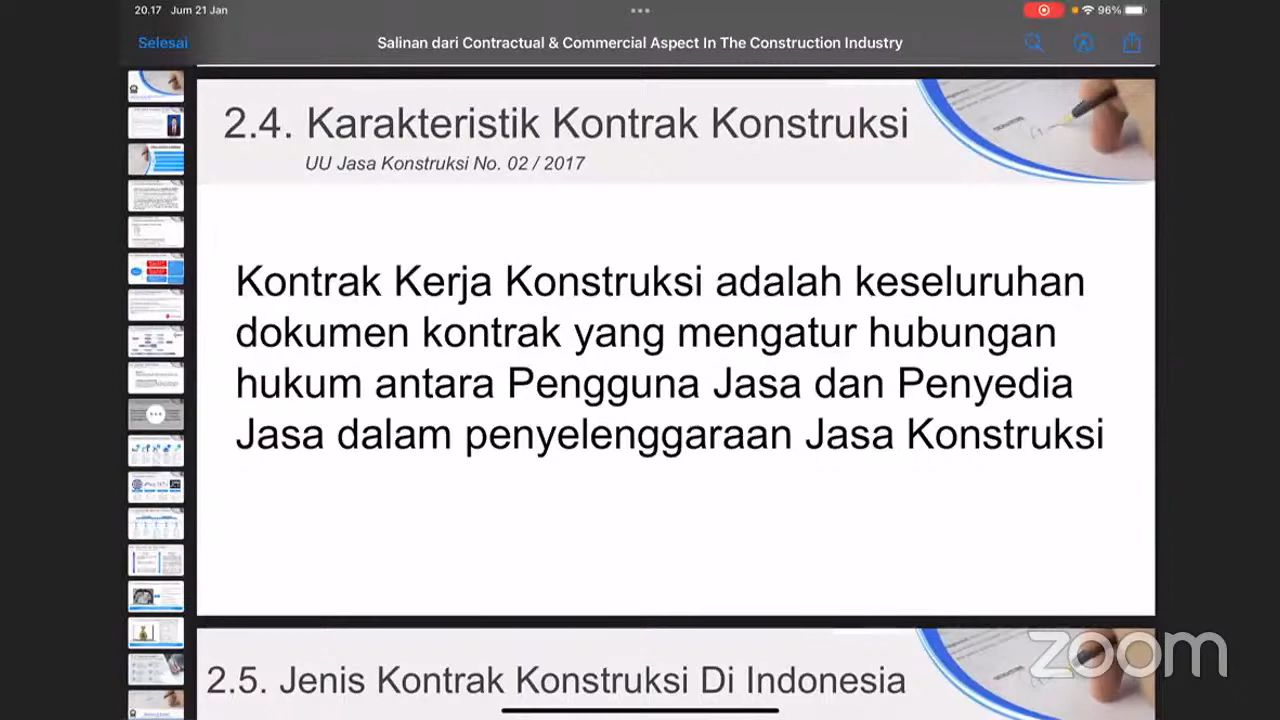 20.17 Jum 21 Jan
96%
Selesai
Salinan dari Contractual & Commercial Aspect In The Construction Industry
2.4. Karakteristik Kontrak Konstruksi
UU Jasa Konstruksi No. 02 / 2017
Kontrak Kerja Konstruksi adalah keseluruhan
dokumen kontrak yang mengatur hubungan
hukum antara Pengguna Jasa dan Penyedia
Jasa dalam penyelenggaraan Jasa Konstruksi
2.5. Jenis Kontrak Konstruksi Di Indonesia
zoom